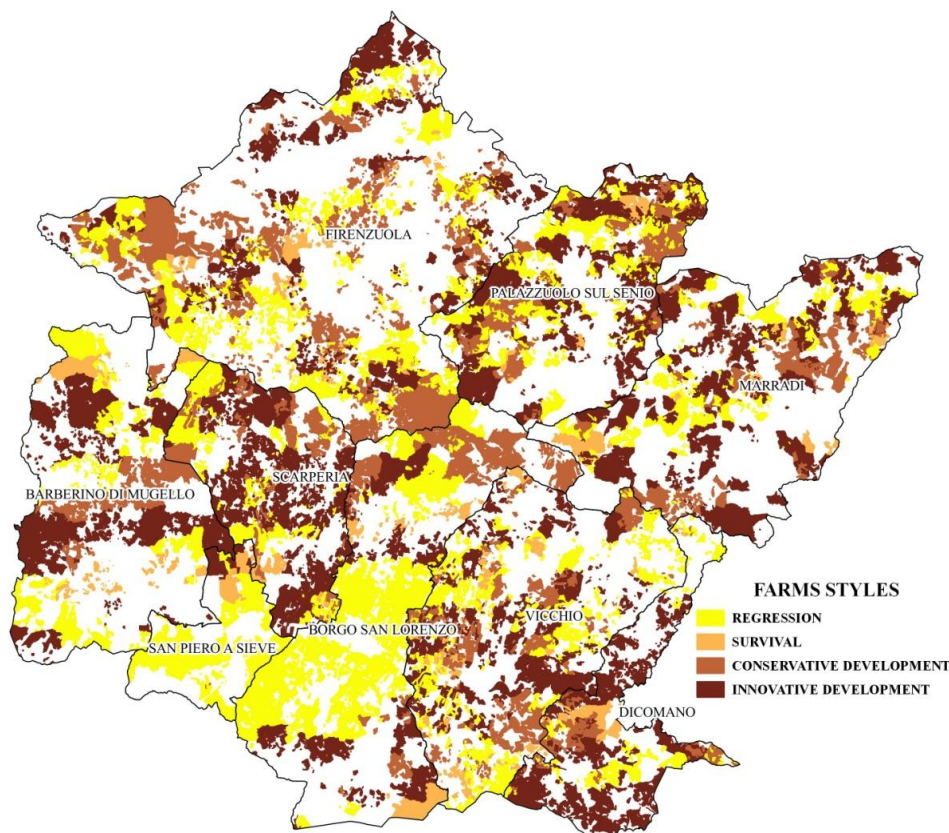 FIRENZUOLA
PALAZZUOLO SUL SENIO
MARRADI
SCARPERIA
BARBERINO DI MUGELLO
FARMS STYLES
REGRESSION
SURVIVAL
CONSERVATIVE DEVELOPMENT
INNOVATIVE DEVELOPMENT
VICCHIO
BORGO SAN LORENZO
SAN PIERO A SIEVE
DICOMANO